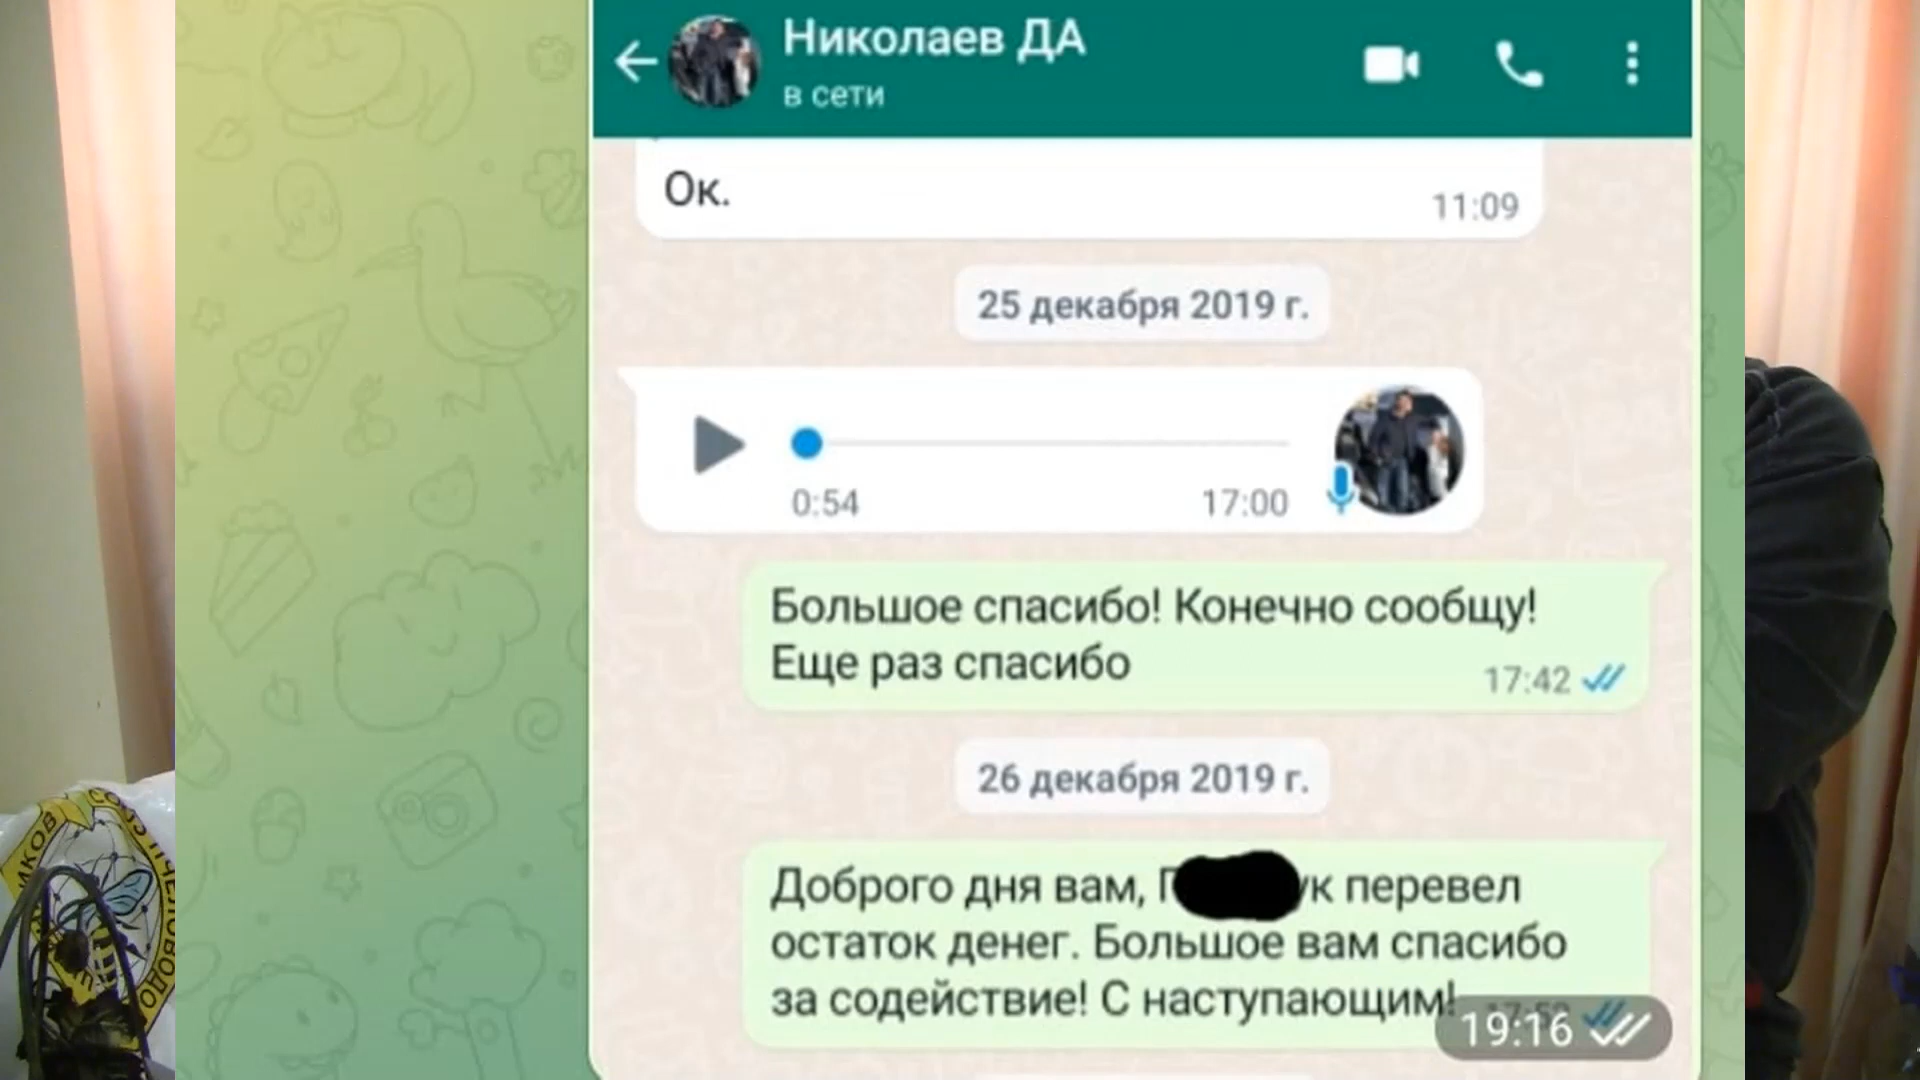 Николаев ДА
в сети
Ок.
11:09
25 декабря 2019 г.
0:54
17:00
Большое спасибо! Конечно сообщу!
Еще раз спасибо
17:42
26 декабря 2019 г.
Доброго дня вам, перевел
остаток денег. Большое вам спасибо
за содействие! С наступающим!
19:16